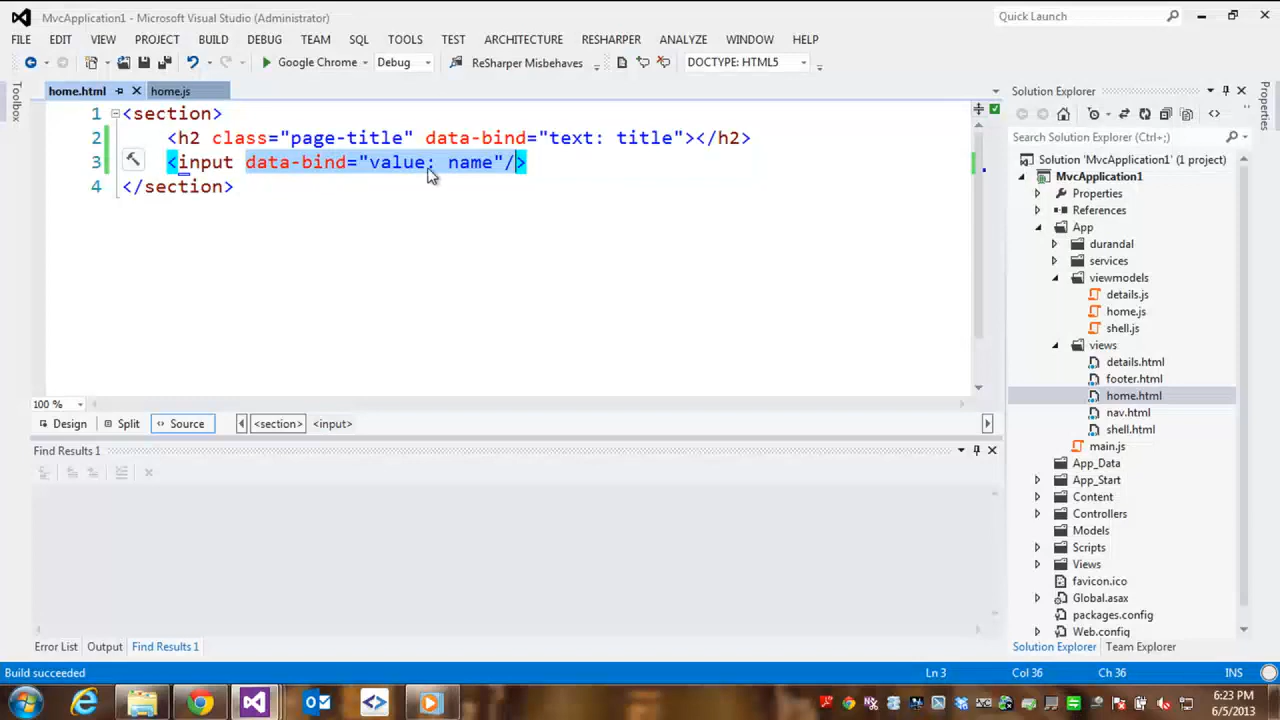 MvcApplication1 - Microsoft Visual Studio (Administrator)
Quick Launch
FILE EDIT VIEW PROJECT BUILD DEBUG TEAM SQL TOOLS TEST ARCHITECTURE RESHARPER ANALYZE WINDOW HELP
Google Chrome Debug ReSharper Misbehaves DOCTYPE: HTML5
Toolbox
home.html home.js
1 <section>
2 <h2 class="page-title" data-bind="text: title"></h2>
3 <input data-bind="value: name"/>
4 </section>
100 %
Design Split Source <section> <input>
Find Results 1
Error List Output Find Results 1
Solution Explorer
Properties
Search Solution Explorer (Ctrl+;)
Solution 'MvcApplication1' (1 project)
MvcApplication1
Properties
References
App
durandal
services
viewmodels
details.js
home.js
shell.js
views
details.html
footer.html
home.html
nav.html
shell.html
main.js
App_Data
App_Start
Content
Controllers
Models
Scripts
Views
favicon.ico
Global.asax
packages.config
Web.config
Solution Explorer Team Explorer
Build succeeded Ln 3 Col 36 Ch 36 INS
6:23 PM
6/5/2013